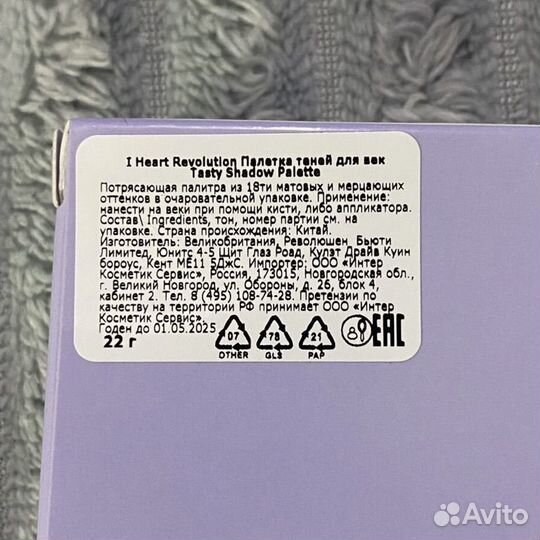 I Heart Revolution Палетка теней для век
Tasty Shadow Palette
Потрясающая палитра из 18ти матовых и мерцающих
оттенков в очаровательной упаковке. Применение:
нанести на веки при помощи кисти, либо аппликатора.
Состав\ Ingredients, тон, номер партии см. на
упаковке. Страна происхождения: Китай.
Изготовитель: Великобритания, Революшен Бьюти
Лимитед, Юнитс 4-5 Щит Глаз Роад, Кулэт Драйв Куин
бороус, Кент МЕ11 5ДжС. Импортер: ООО «Интер
Косметик Сервис», Россия, 173015, Новгородская обл.,
г. Великий Новгород, ул. Обороны, д. 26, блок 4,
кабинет 2. Тел. 8 (495) 108-74-28. Претензии по
качеству на территории РФ принимает ООО «Интер
Косметик Сервис».
Годен до 01.05.2025
22 г
07 78 21 EAC
OTHER GLS PAP
Avito